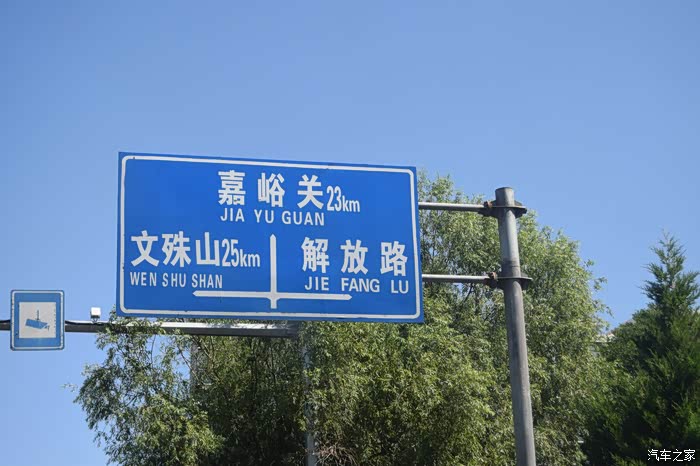 嘉峪关23km
JIA YU GUAN
文殊山25km
WEN SHU SHAN
解放路
JIE FANG LU
汽车之家